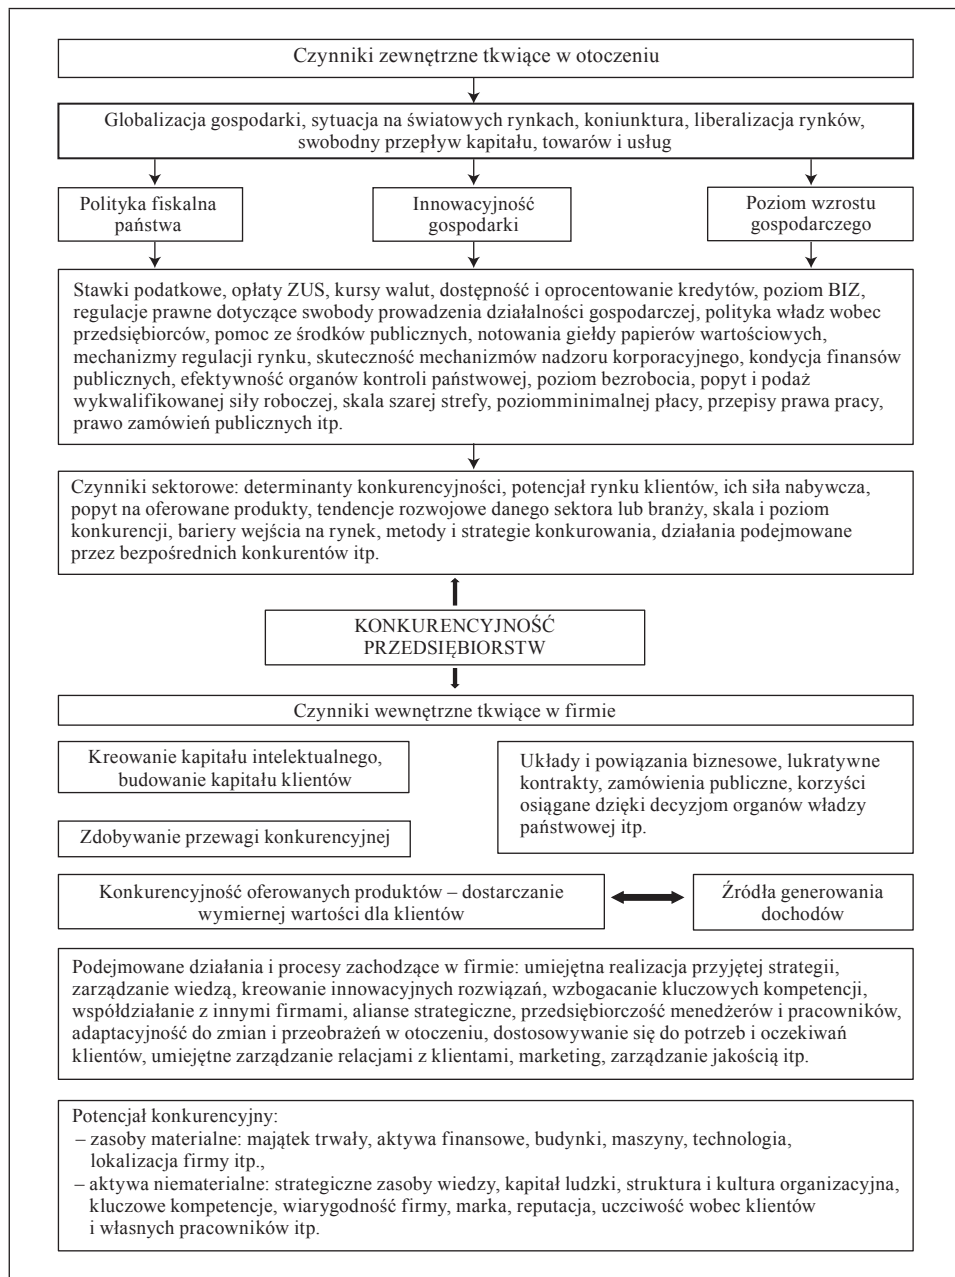 Czynniki zewnętrzne tkwiące w otoczeniu
Globalizacja gospodarki, sytuacja na światowych rynkach, koniunktura, liberalizacja rynków,
swobodny przepływ kapitału, towarów i usług
Polityka fiskalna
państwa
Innowacyjność
gospodarki
Poziom wzrostu
gospodarczego
Stawki podatkowe, opłaty ZUS, kursy walut, dostępność i oprocentowanie kredytów, poziom BIZ,
regulacje prawne dotyczące swobody prowadzenia działalności gospodarczej, polityka władz wobec
przedsiębiorców, pomoc ze środków publicznych, notowania giełdy papierów wartościowych,
mechanizmy regulacji rynku, skuteczność mechanizmów nadzoru korporacyjnego, kondycja finansów
publicznych, efektywność organów kontroli państwowej, poziom bezrobocia, popyt i podaż
wykwalifikowanej siły roboczej, skala szarej strefy, poziomminimalnej płacy, przepisy prawa pracy,
prawo zamówień publicznych itp.
Czynniki sektorowe: determinanty konkurencyjności, potencjał rynku klientów, ich siła nabywcza,
popyt na oferowane produkty, tendencje rozwojowe danego sektora lub branży, skala i poziom
konkurencji, bariery wejścia na rynek, metody i strategie konkurowania, działania podejmowane
przez bezpośrednich konkurentów itp.
KONKURENCYJNOŚĆ
PRZEDSIĘBIORSTW
Czynniki wewnętrzne tkwiące w firmie
Kreowanie kapitału intelektualnego,
budowanie kapitału klientów
Układy i powiązania biznesowe, lukratywne
kontrakty, zamówienia publiczne, korzyści
osiągane dzięki decyzjom organów władzy
państwowej itp.
Zdobywanie przewagi konkurencyjnej
Konkurencyjność oferowanych produktów – dostarczanie
wymiernej wartości dla klientów
Źródła generowania
dochodów
Podejmowane działania i procesy zachodzące w firmie: umiejętna realizacja przyjętej strategii,
zarządzanie wiedzą, kreowanie innowacyjnych rozwiązań, wzbogacanie kluczowych kompetencji,
współdziałanie z innymi firmami, alianse strategiczne, przedsiębiorczość menedżerów i pracowników,
adaptacyjność do zmian i przeobrażeń w otoczeniu, dostosowywanie się do potrzeb i oczekiwań
klientów, umiejętne zarządzanie relacjami z klientami, marketing, zarządzanie jakością itp.
Potencjał konkurencyjny:
– zasoby materialne: majątek trwały, aktywa finansowe, budynki, maszyny, technologia,
lokalizacja firmy itp.,
– aktywa niematerialne: strategiczne zasoby wiedzy, kapitał ludzki, struktura i kultura organizacyjna,
kluczowe kompetencje, wiarygodność firmy, marka, reputacja, uczciwość wobec klientów
i własnych pracowników itp.